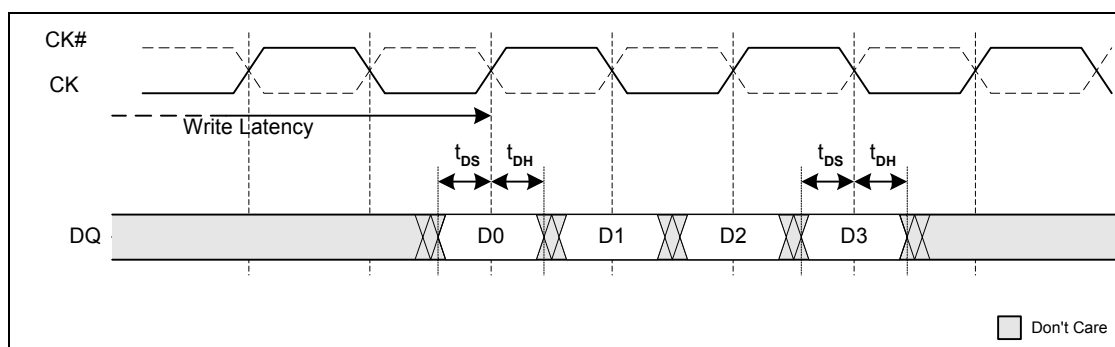 CK#
CK
Write Latency
tDS tDH tDS tDH
DQ D0 D1 D2 D3
Don't Care